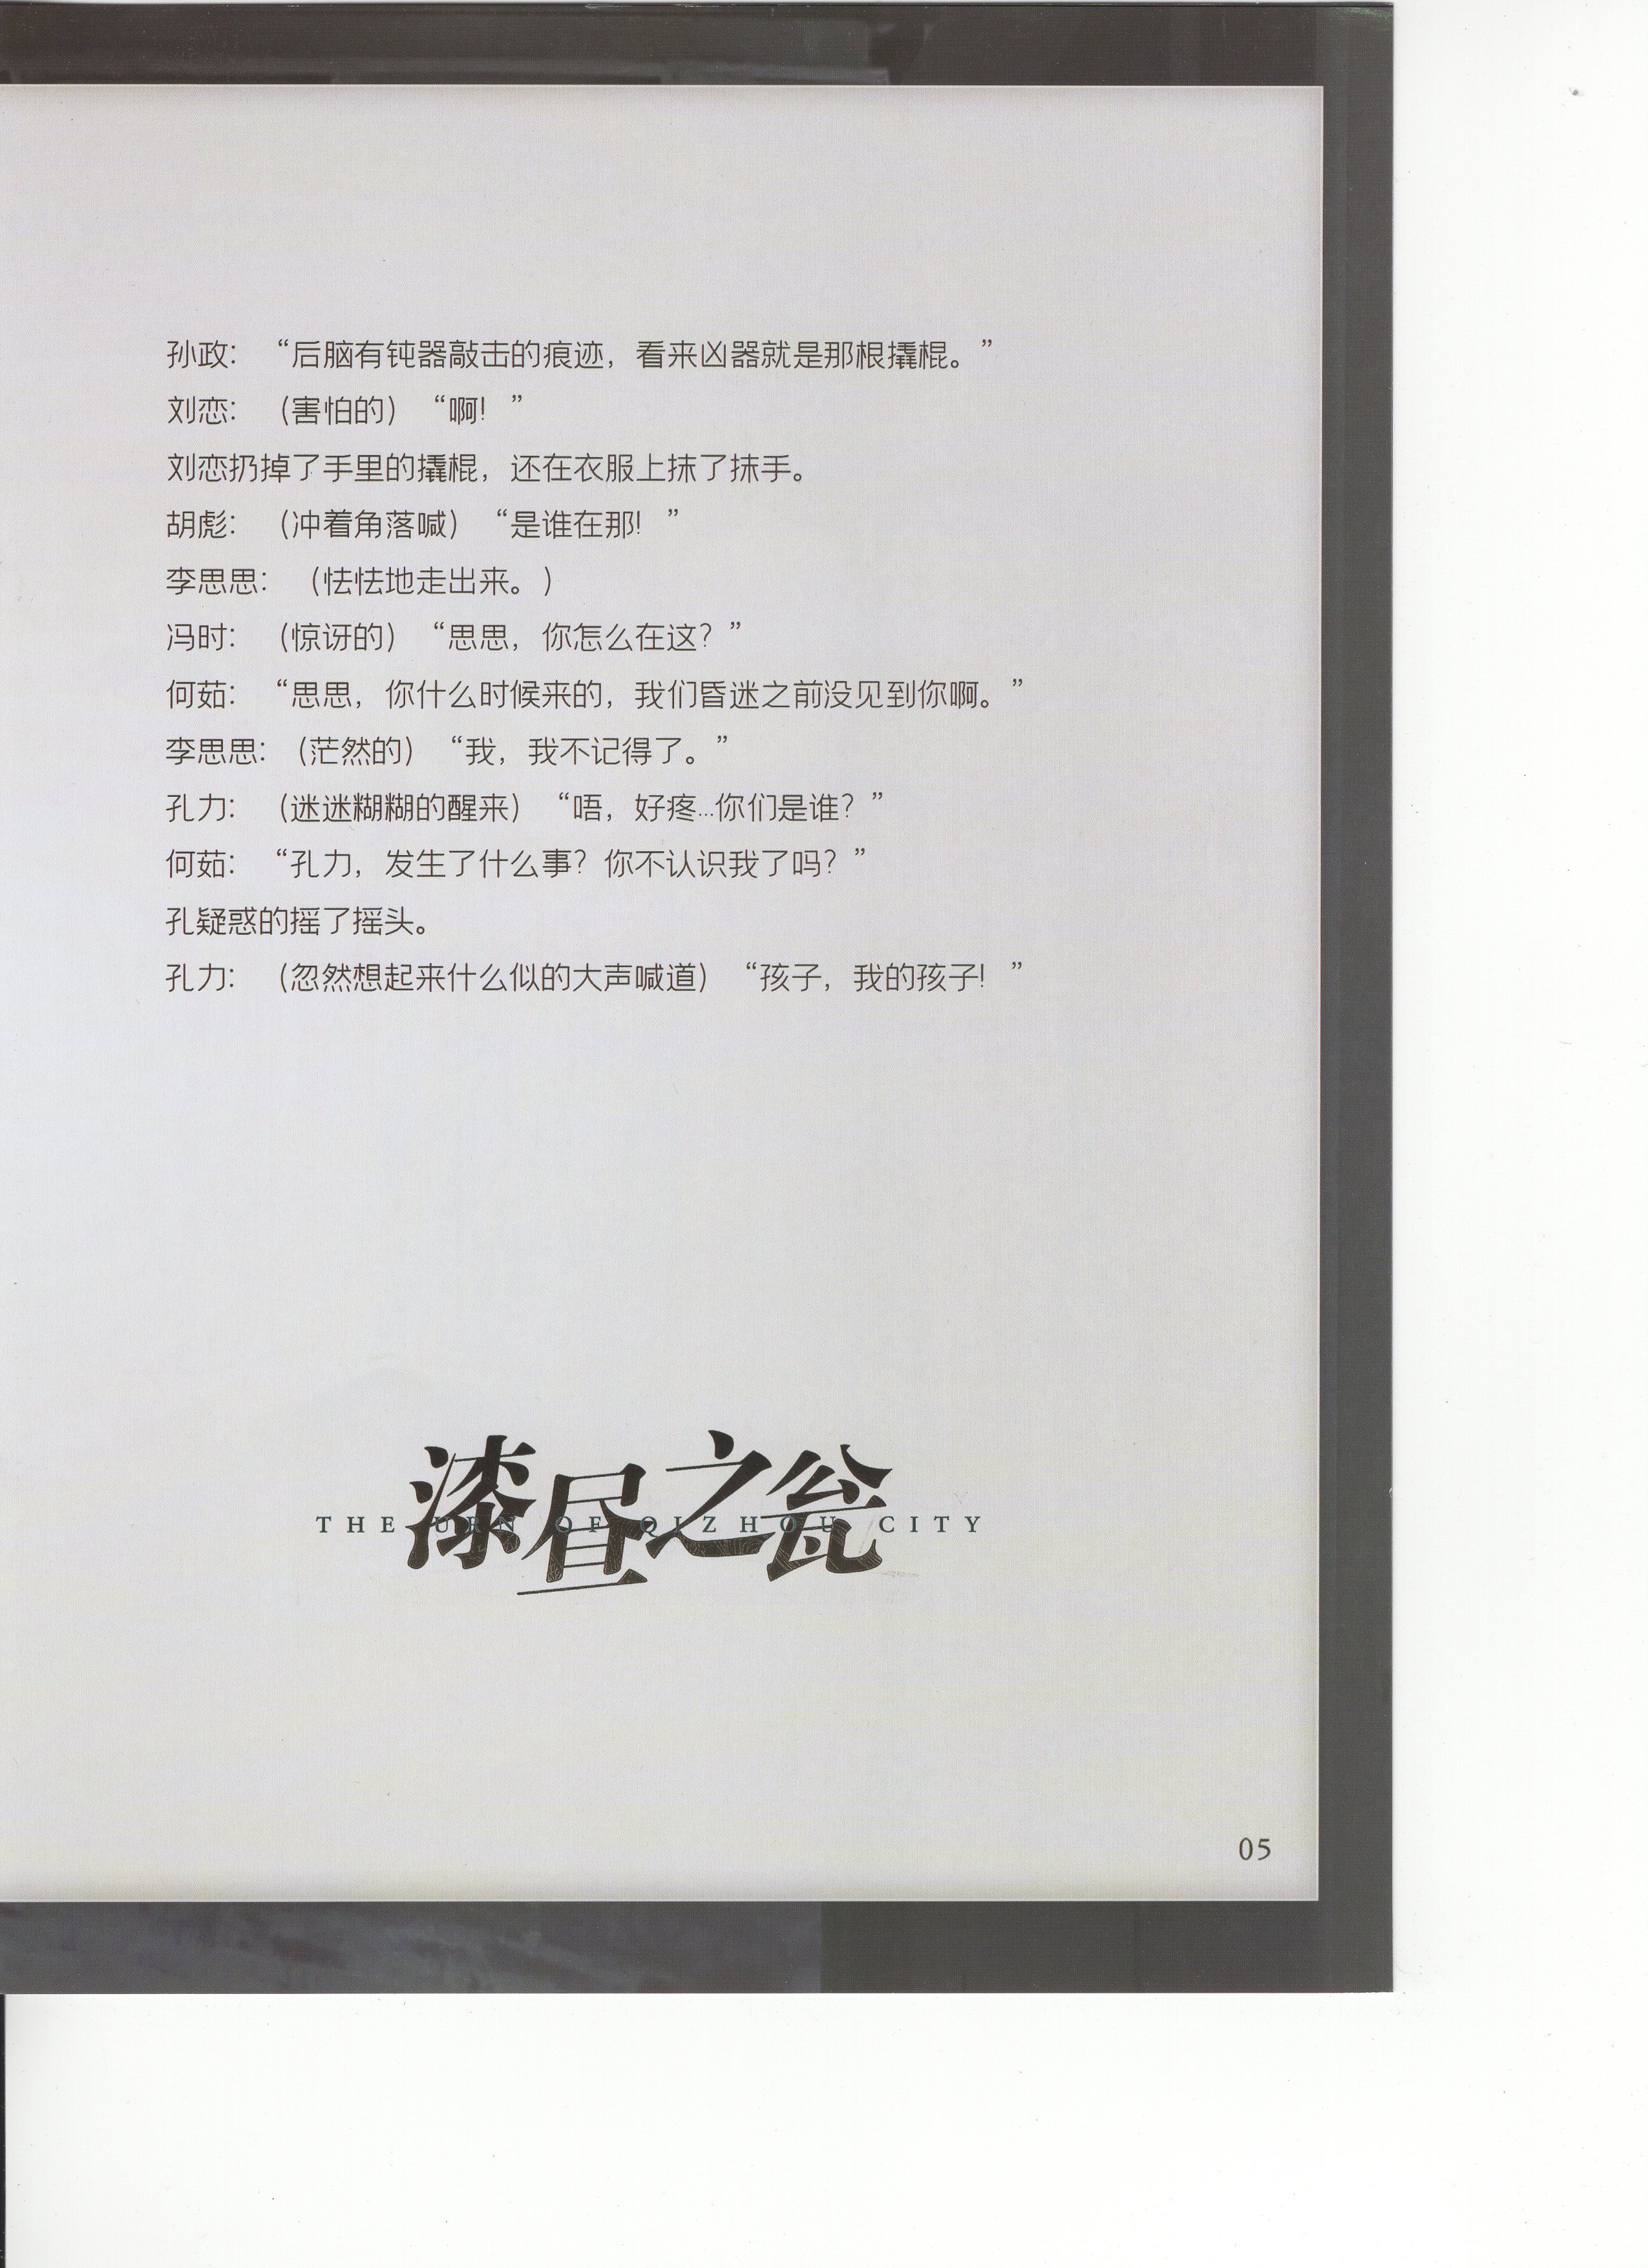 孙政：“后脑有钝器敲击的痕迹，看来凶器就是那根撬棍。”
刘恋：（害怕的）“啊！”
刘恋扔掉了手里的撬棍，还在衣服上抹了抹手。
胡彪：（冲着角落喊）“是谁在那！”
李思思：（怯怯地走出来。）
冯时：（惊讶的）“思思，你怎么在这？”
何茹：“思思，你什么时候来的，我们昏迷之前没见到你啊。”
李思思：（茫然的）“我，我不记得了。”
孔力：（迷迷糊糊的醒来）“唔，好疼…你们是谁？”
何茹：“孔力，发生了什么事？你不认识我了吗？”
孔疑惑的摇了摇头。
孔力：（忽然想起来什么似的大声喊道）“孩子，我的孩子！”
漆昼之瓮
THE URN OF QIZHOU CITY
05